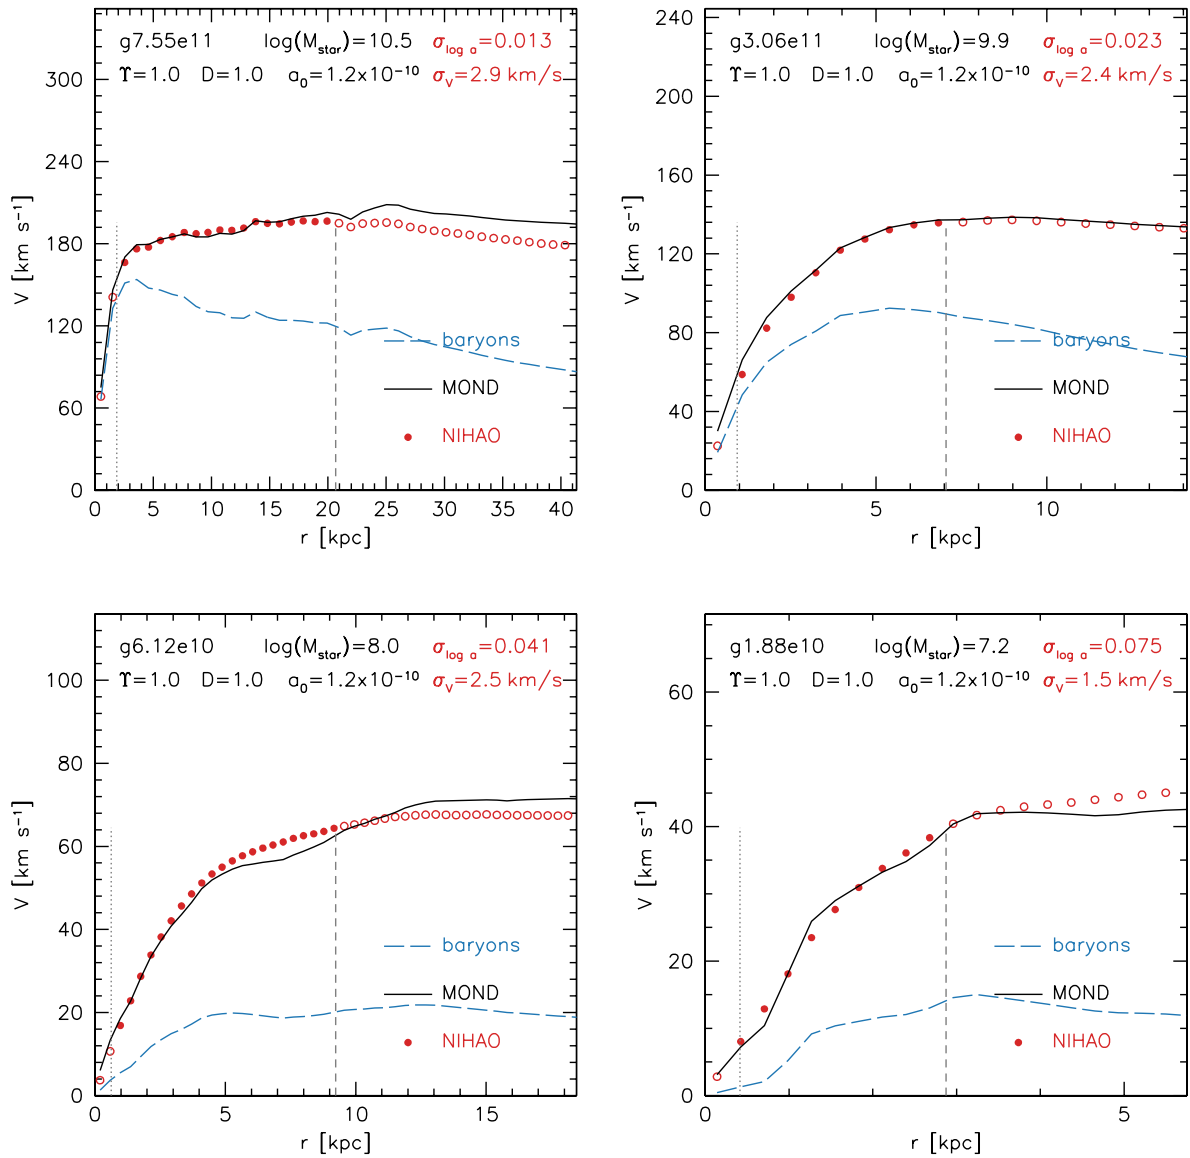 g7.55e11 log(M_star)=10.5 σ_log a=0.013
ϒ=1.0 D=1.0 a_0=1.2x10^-10 σ_V=2.9 km/s
300
240
180
120
60
0
V [km s^-1]
baryons
MOND
NIHAO
0 5 10 15 20 25 30 35 40
r [kpc]
g3.06e11 log(M_star)=9.9 σ_log a=0.023
ϒ=1.0 D=1.0 a_0=1.2x10^-10 σ_V=2.4 km/s
240
200
160
120
80
40
0
V [km s^-1]
baryons
MOND
NIHAO
0 5 10
r [kpc]
g6.12e10 log(M_star)=8.0 σ_log a=0.041
ϒ=1.0 D=1.0 a_0=1.2x10^-10 σ_V=2.5 km/s
100
80
60
40
20
0
V [km s^-1]
baryons
MOND
NIHAO
0 5 10 15
r [kpc]
g1.88e10 log(M_star)=7.2 σ_log a=0.075
ϒ=1.0 D=1.0 a_0=1.2x10^-10 σ_V=1.5 km/s
60
40
20
0
V [km s^-1]
baryons
MOND
NIHAO
0 5
r [kpc]